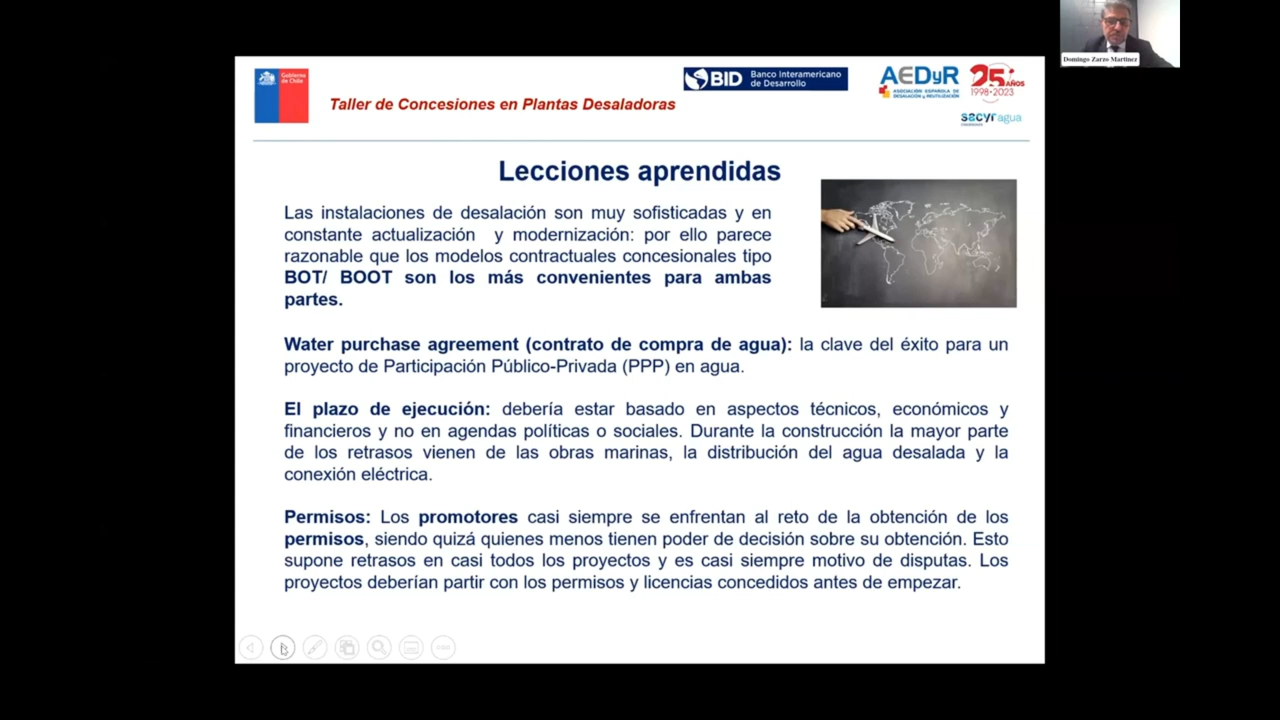 Domingo Zarzo Martínez
Gobierno
de Chile
Taller de Concesiones en Plantas Desaladoras
BID
Banco Interamericano
de Desarrollo
AEDyR
ASOCIACIÓN ESPAÑOLA DE
DESALACIÓN Y REUTILIZACIÓN
25 AÑOS
1998·2023
sacyr agua
Lecciones aprendidas
Las instalaciones de desalación son muy sofisticadas y en
constante actualización y modernización: por ello parece
razonable que los modelos contractuales concesionales tipo
BOT/ BOOT son los más convenientes para ambas
partes.
Water purchase agreement (contrato de compra de agua): la clave del éxito para un
proyecto de Participación Público-Privada (PPP) en agua.
El plazo de ejecución: debería estar basado en aspectos técnicos, económicos y
financieros y no en agendas políticas o sociales. Durante la construcción la mayor parte
de los retrasos vienen de las obras marinas, la distribución del agua desalada y la
conexión eléctrica.
Permisos: Los promotores casi siempre se enfrentan al reto de la obtención de los
permisos, siendo quizá quienes menos tienen poder de decisión sobre su obtención. Esto
supone retrasos en casi todos los proyectos y es casi siempre motivo de disputas. Los
proyectos deberían partir con los permisos y licencias concedidos antes de empezar.